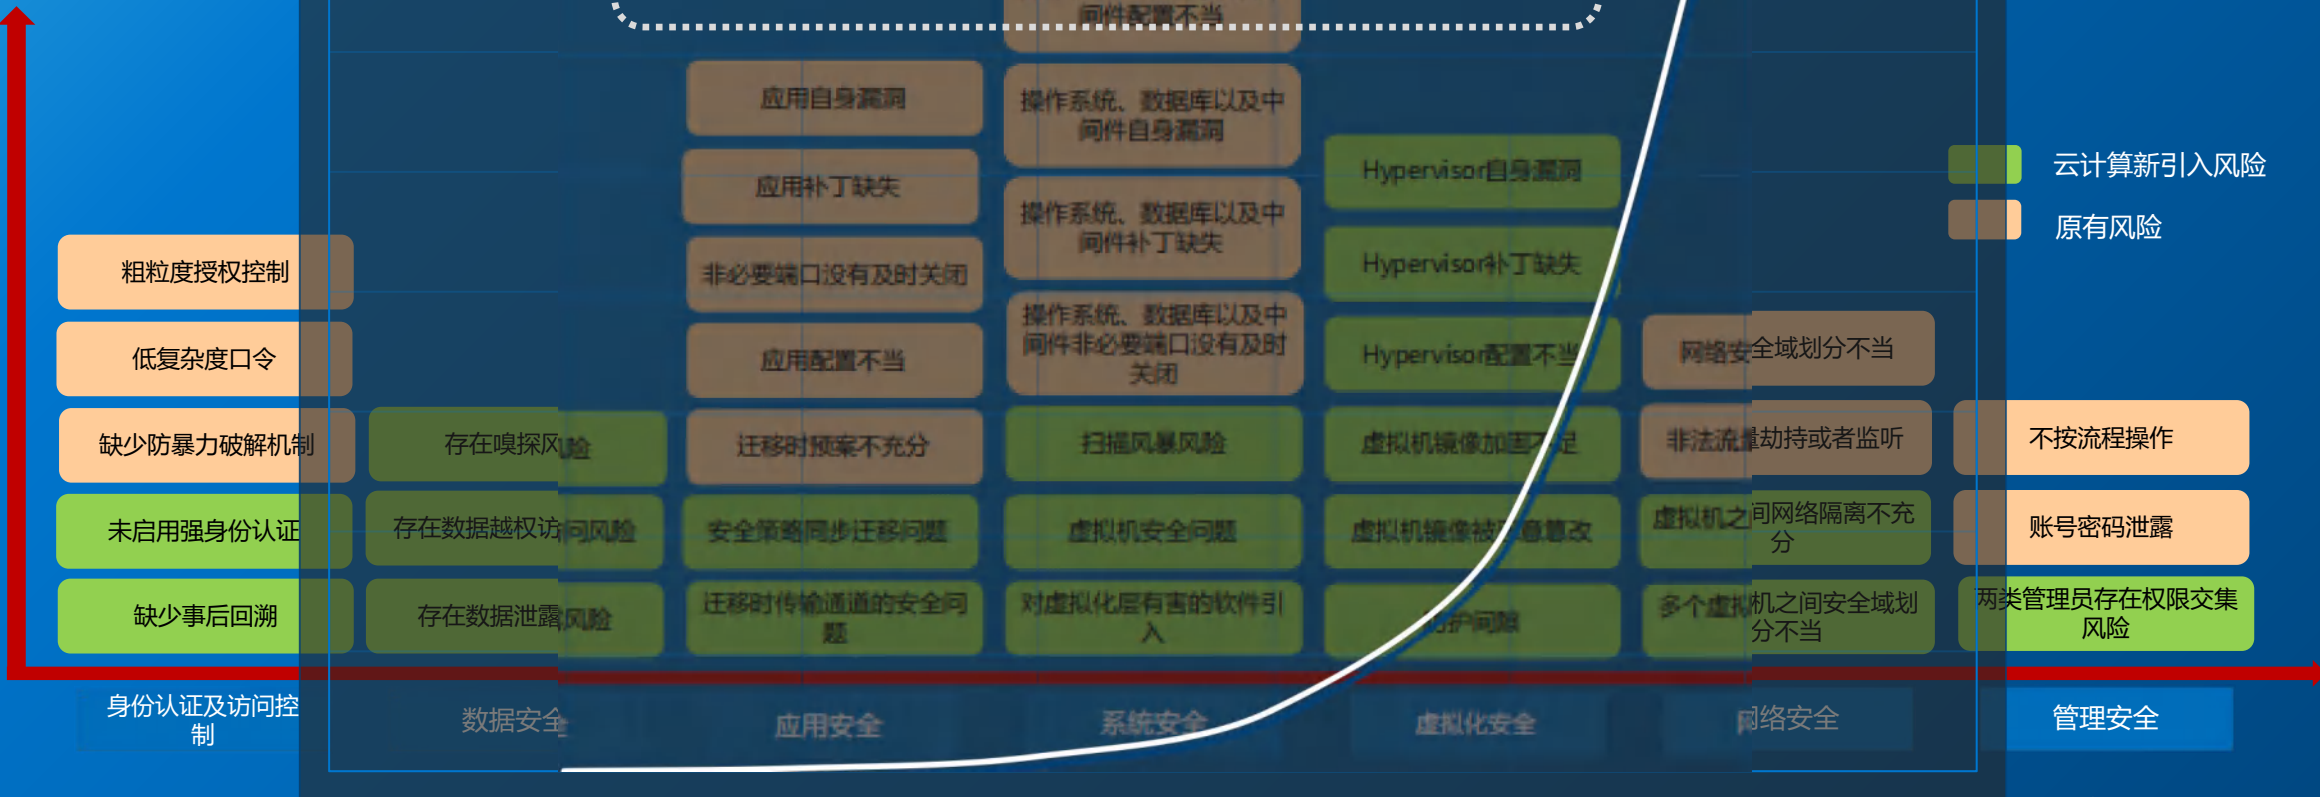 间件配置不当
应用自身漏洞
操作系统、数据库以及中
间件自身漏洞
Hypervisor自身漏洞
云计算新引入风险
应用补丁缺失
操作系统、数据库以及中
间件补丁缺失
原有风险
粗粒度授权控制
非必要端口没有及时关闭
Hypervisor补丁缺失
低复杂度口令
应用配置不当
操作系统、数据库以及中
间件非必要端口没有及时
关闭
Hypervisor配置不当
网络安全域划分不当
缺少防暴力破解机制
存在嗅探风险
迁移时预案不充分
扫描风暴风险
虚拟机镜像加固不足
非法流量劫持或者监听
不按流程操作
未启用强身份认证
存在数据越权访问风险
安全策略同步迁移问题
虚拟机安全问题
虚拟机镜像被意篡改
虚拟机之间网络隔离不充
分
账号密码泄露
缺少事后回溯
存在数据泄露风险
迁移时传输通道的安全问
题
对虚拟化层有害的软件引
入
防护间隙
多个虚拟机之间安全域划
分不当
两类管理员存在权限交集
风险
身份认证及访问控
制
数据安全
应用安全
系统安全
虚拟化安全
网络安全
管理安全